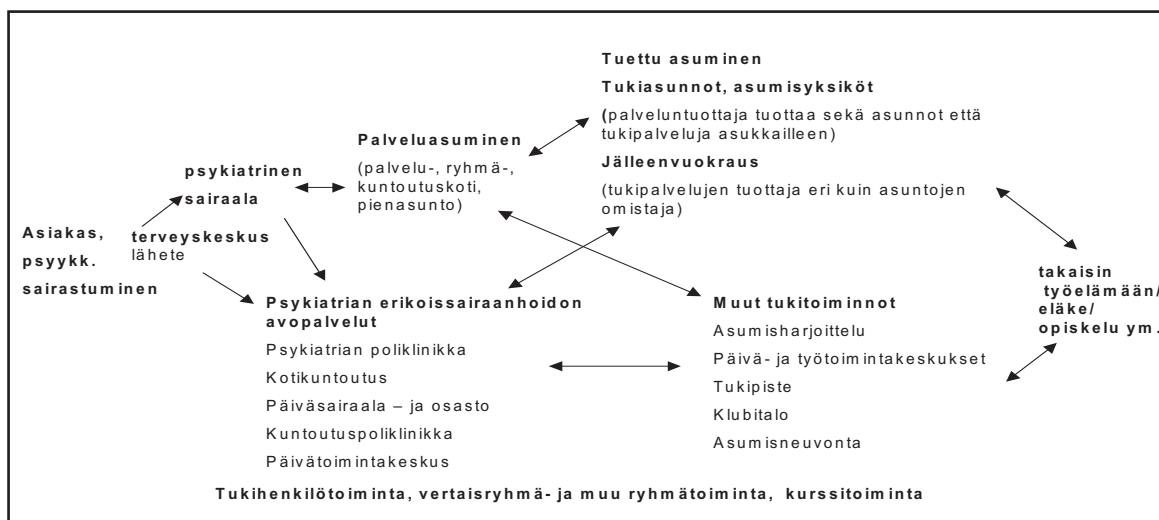 Asiakas,
psyykk.
sairastuminen
terveyskeskus
lähete
psykiatrinen
sairaala
Palveluasuminen
(palvelu-, ryhmä-,
kuntoutuskoti,
pienasunto)
Tuettu asuminen
Tukiasunnot, asumisyksiköt
(palveluntuottaja tuottaa sekä asunnot että
tukipalveluja asukkailleen)
Jälleenvuokraus
(tukipalvelujen tuottaja eri kuin asuntojen
omistaja)
Psykiatrian erikoissairaanhoidon
avopalvelut
Psykiatrian poliklinikka
Kotikuntoutus
Päiväsairaala – ja osasto
Kuntoutuspoliklinikka
Päivätoimintakeskus
Muut tukitoiminnot
Asumisharjoittelu
Päivä- ja työtoimintakeskukset
Tukipiste
Klubitalo
Asumisneuvonta
takaisin
työelämään/
eläke/
opiskelu ym.
Tukihenkilötoiminta, vertaisryhmä- ja muu ryhmätoiminta, kurssitoiminta